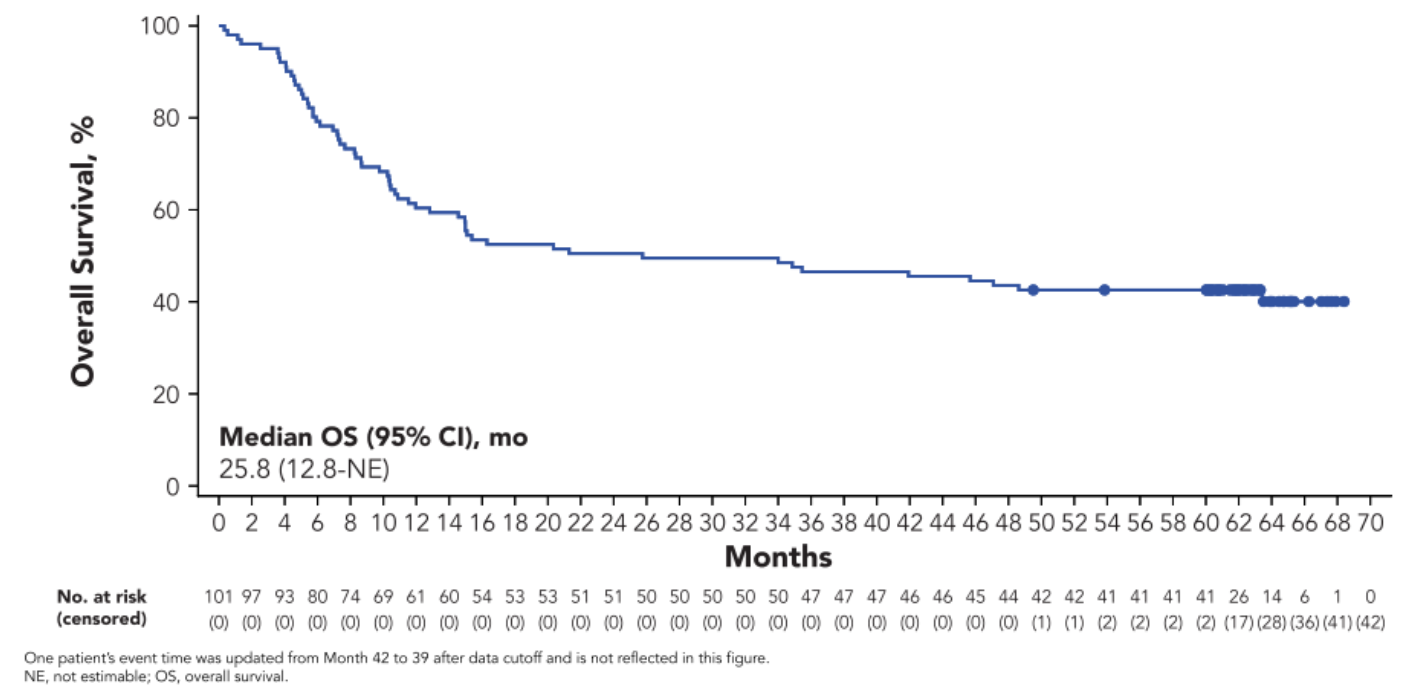 100
80
60
40
20
0
Overall Survival, %
Median OS (95% CI), mo
25.8 (12.8-NE)
0 2 4 6 8 10 12 14 16 18 20 22 24 26 28 30 32 34 36 38 40 42 44 46 48 50 52 54 56 58 60 62 64 66 68 70
Months
No. at risk 101 97 93 80 74 69 61 60 54 53 53 51 51 50 50 50 50 50 47 47 47 46 46 45 44 42 42 41 41 41 41 26 14 6 1 0
(censored) (0) (0) (0) (0) (0) (0) (0) (0) (0) (0) (0) (0) (0) (0) (0) (0) (0) (0) (0) (0) (0) (0) (0) (0) (0) (1) (1) (2) (2) (2) (2) (17) (28) (36) (41) (42)
One patient's event time was updated from Month 42 to 39 after data cutoff and is not reflected in this figure.
NE, not estimable; OS, overall survival.